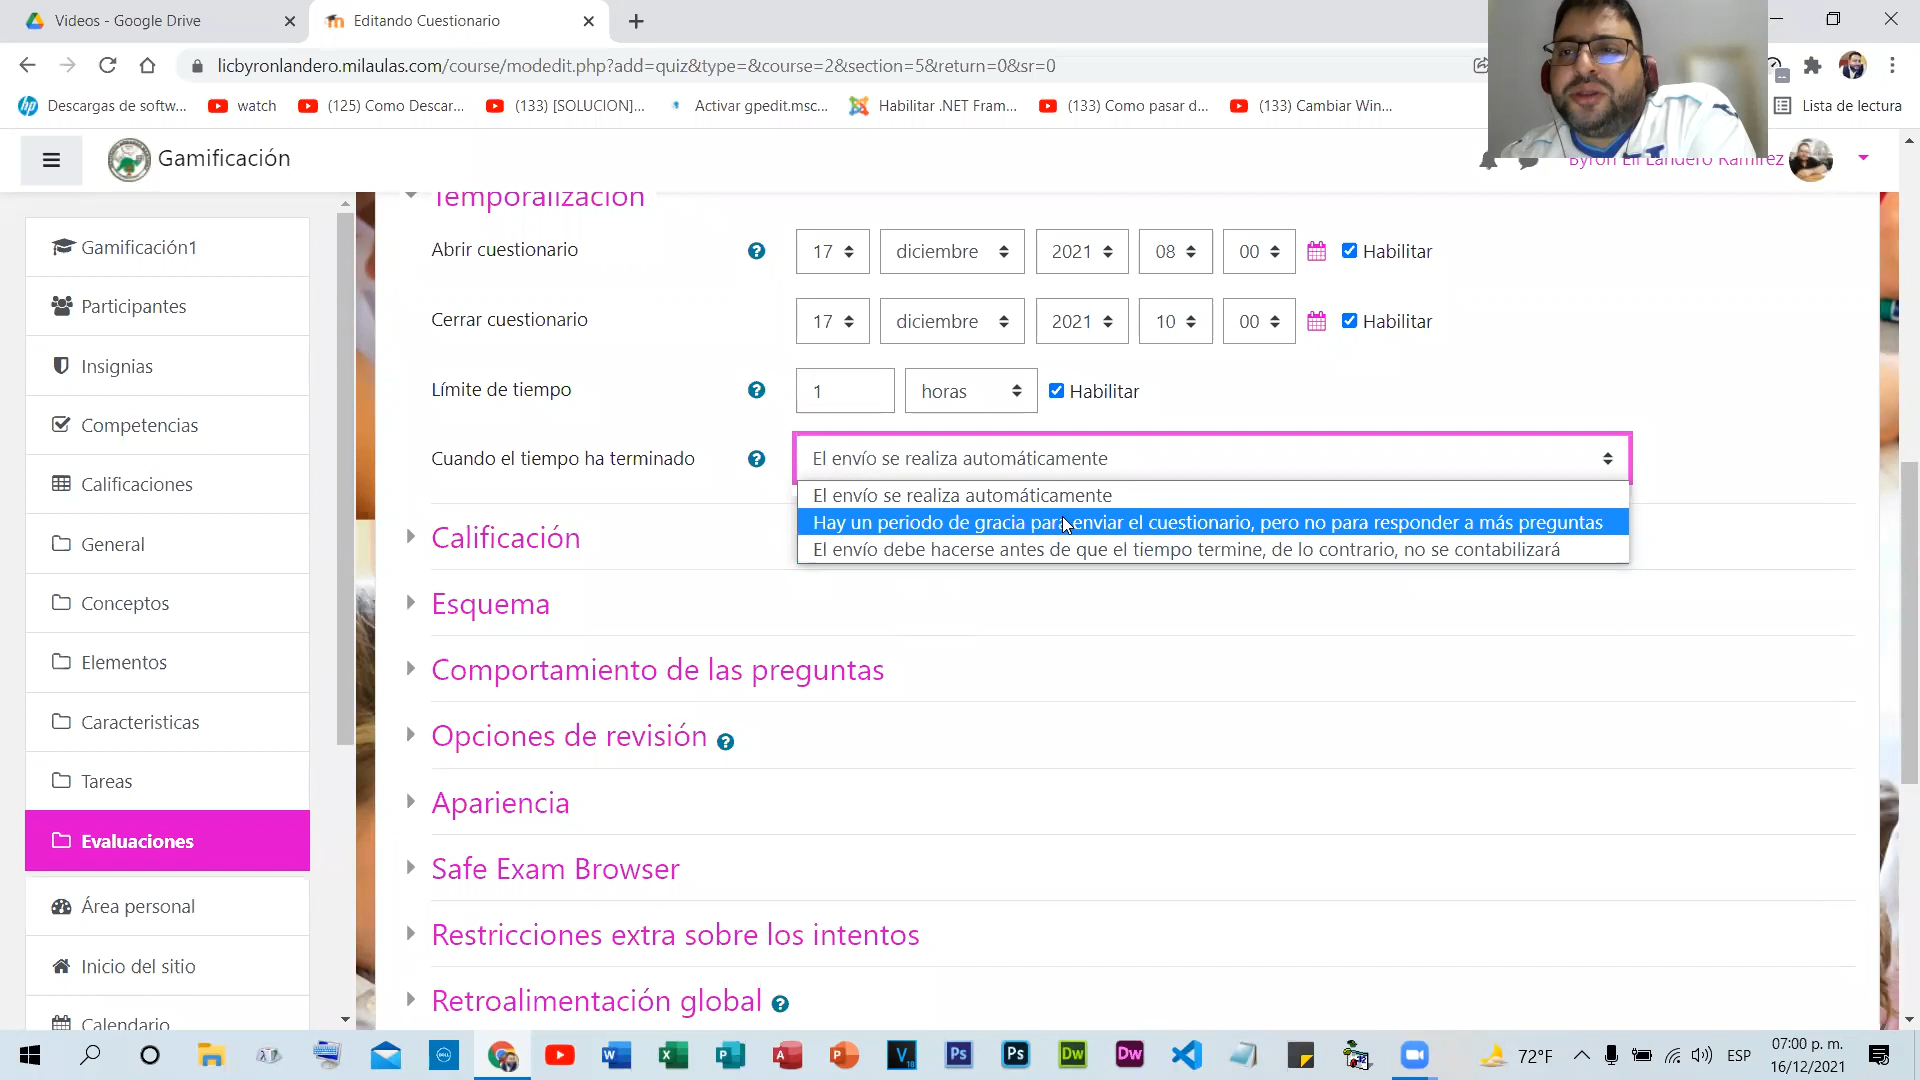 Videos - Google Drive
Editando Cuestionario
licbyronlandero.milaulas.com/course/modedit.php?add=quiz&type=&course=2&section=5&return=0&sr=0
Descargas de softw...
watch
(125) Como Descar...
(133) [SOLUCION]...
Activar gpedit.msc...
Habilitar .NET Fram...
(133) Como pasar d...
(133) Cambiar Win...
Lista de lectura
Gamificación
Byron Eli Landero Ramirez
Gamificación1
Participantes
Insignias
Competencias
Calificaciones
General
Conceptos
Elementos
Caracteristicas
Tareas
Evaluaciones
Área personal
Inicio del sitio
Calendario
Temporalización
Abrir cuestionario
17 diciembre 2021 08 00 Habilitar
Cerrar cuestionario
17 diciembre 2021 10 00 Habilitar
Límite de tiempo
1 horas Habilitar
Cuando el tiempo ha terminado
El envío se realiza automáticamente
El envío se realiza automáticamente
Hay un periodo de gracia para enviar el cuestionario, pero no para responder a más preguntas
El envío debe hacerse antes de que el tiempo termine, de lo contrario, no se contabilizará
Calificación
Esquema
Comportamiento de las preguntas
Opciones de revisión
Apariencia
Safe Exam Browser
Restricciones extra sobre los intentos
Retroalimentación global
72°F
ESP
07:00 p. m.
16/12/2021